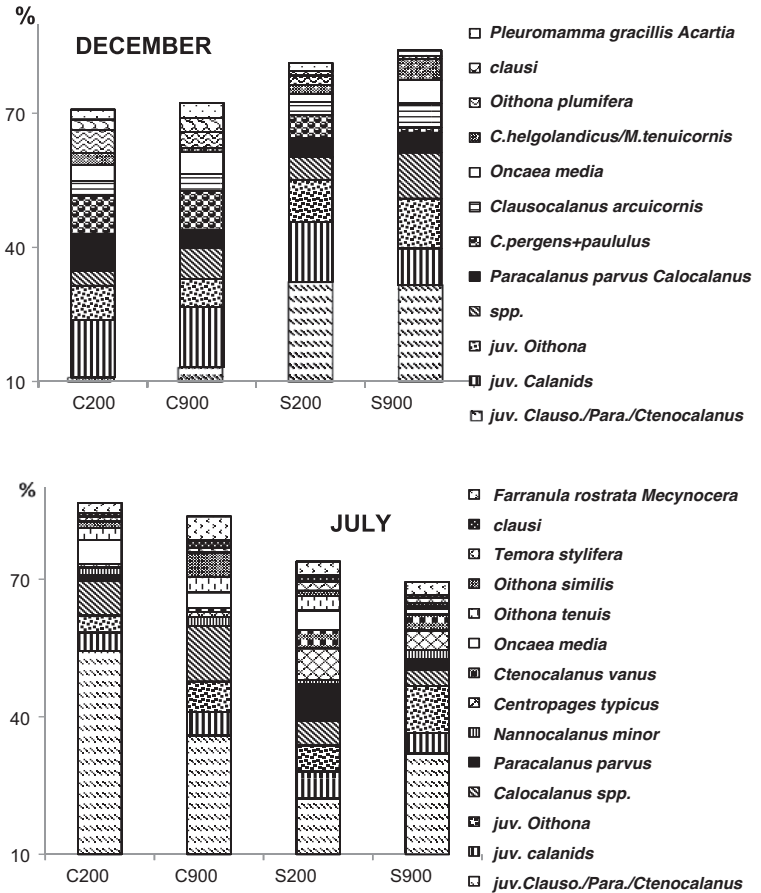 %
DECEMBER
70
40
10
C200
C900
S200
S900
Pleuromamma gracillis Acartia
clausi
Oithona plumifera
C.helgolandicus/M.tenuicornis
Oncaea media
Clausocalanus arcuicornis
C.pergens+paululus
Paracalanus parvus Calocalanus
spp.
juv. Oithona
juv. Calanids
juv. Clauso./Para./Ctenocalanus
%
JULY
70
40
10
C200
C900
S200
S900
Farranula rostrata Mecynocera
clausi
Temora stylifera
Oithona similis
Oithona tenuis
Oncaea media
Ctenocalanus vanus
Centropages typicus
Nannocalanus minor
Paracalanus parvus
Calocalanus spp.
juv. Oithona
juv. calanids
juv.Clauso./Para./Ctenocalanus